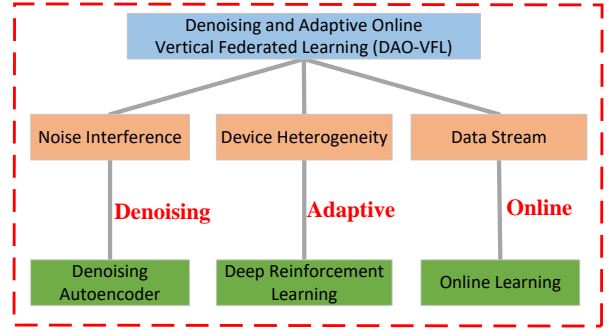 Denoising and Adaptive Online
Vertical Federated Learning (DAO-VFL)
Noise Interference
Device Heterogeneity
Data Stream
Denoising
Adaptive
Online
Denoising
Autoencoder
Deep Reinforcement
Learning
Online Learning